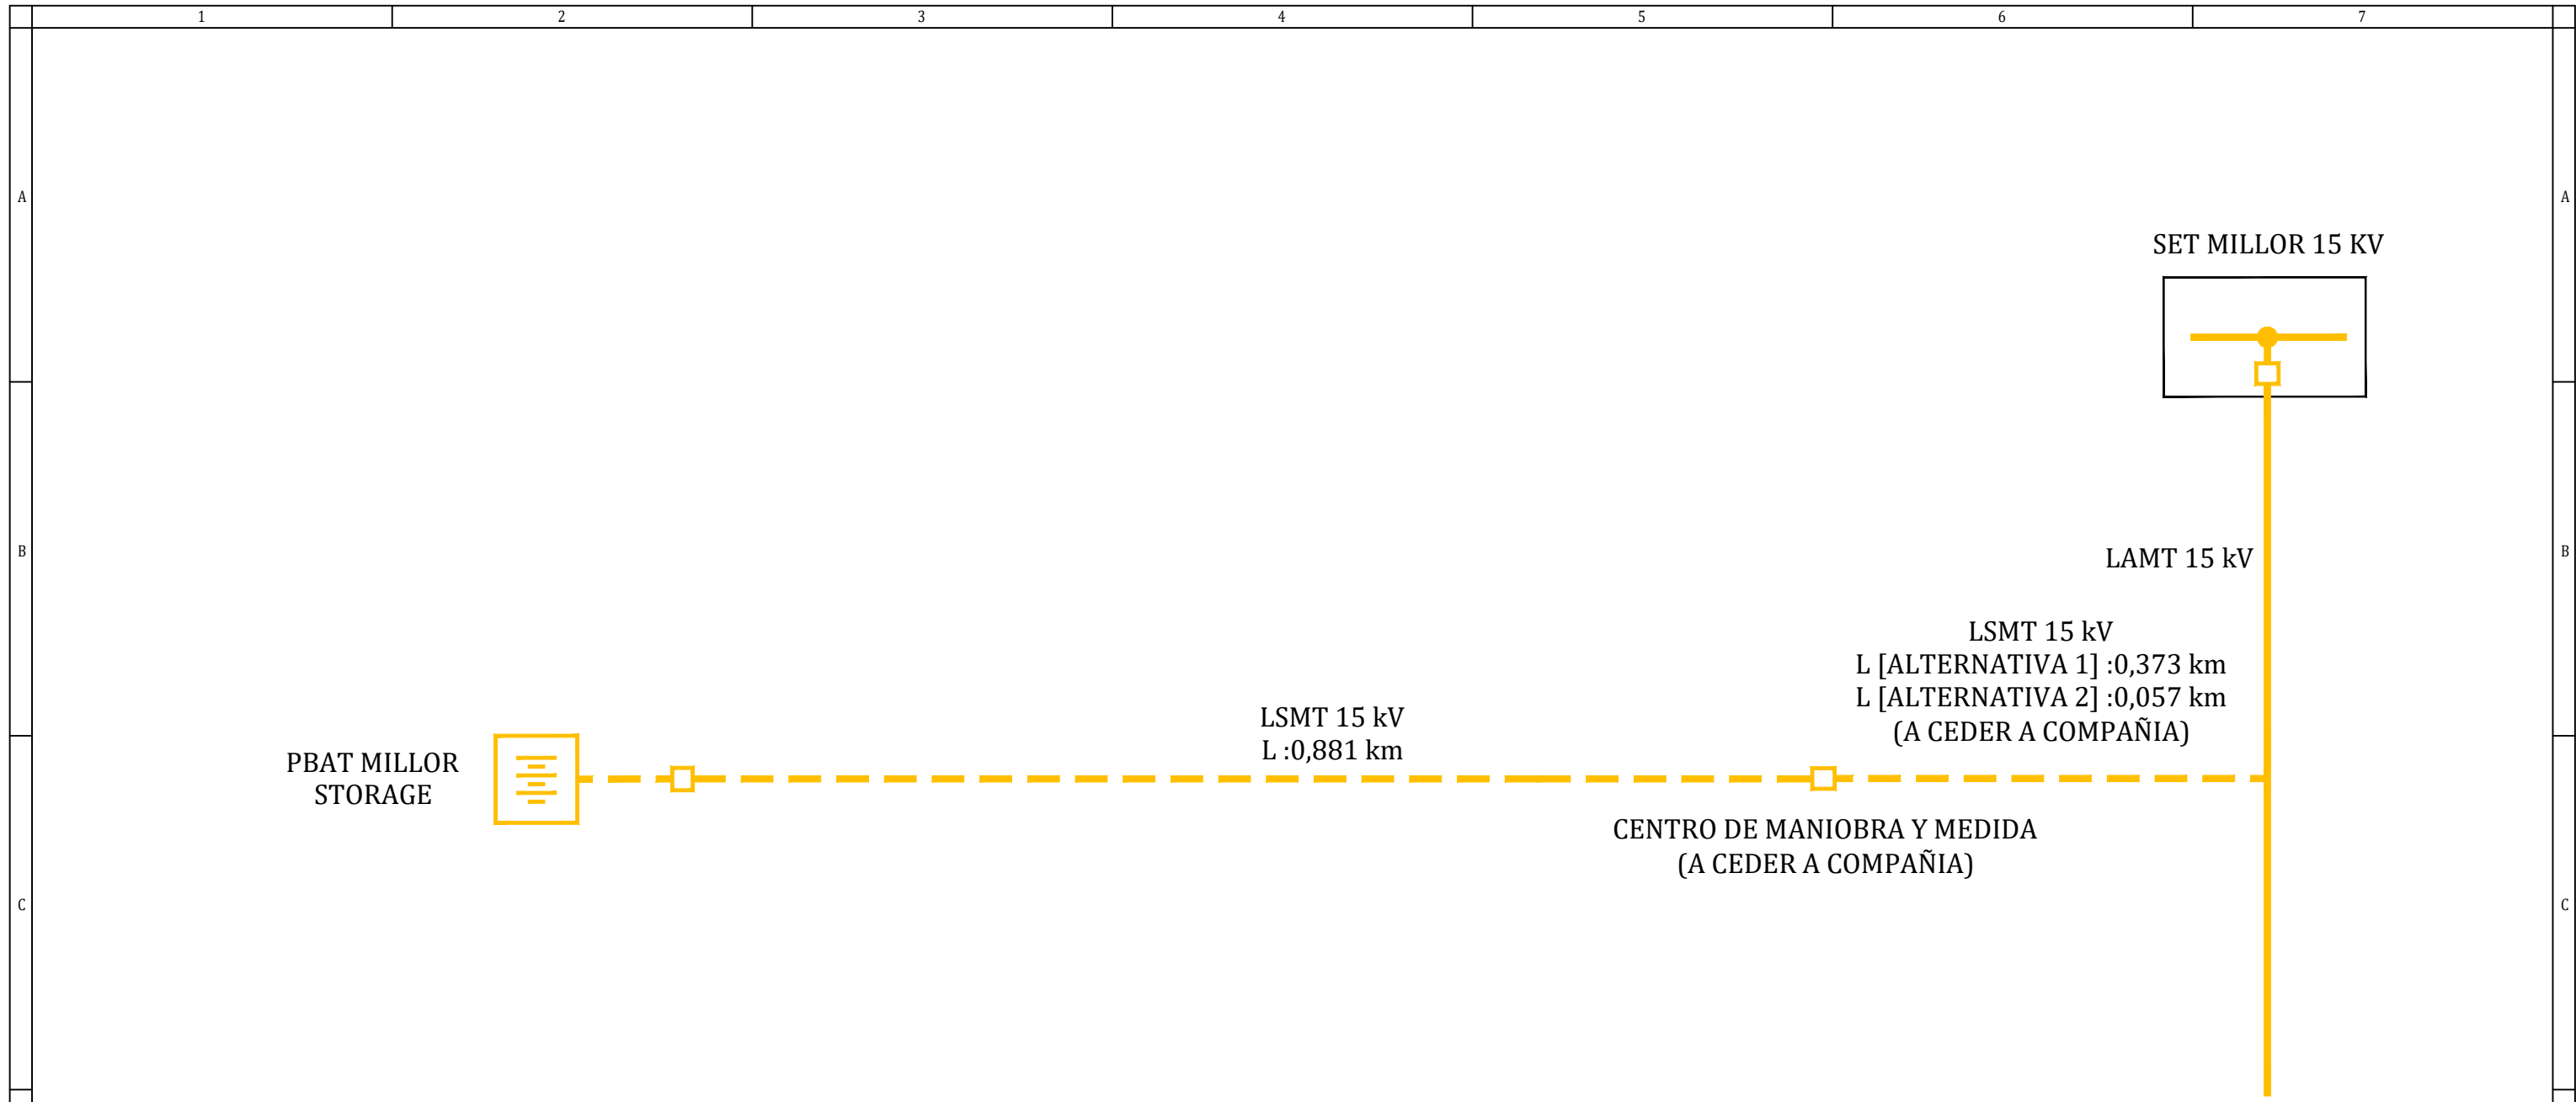 1 2 3 4 5 6 7
A A
SET MILLOR 15 KV
B B
LAMT 15 kV
LSMT 15 kV
L [ALTERNATIVA 1] :0,373 km
L [ALTERNATIVA 2] :0,057 km
(A CEDER A COMPAÑIA)
LSMT 15 kV
L :0,881 km
PBAT MILLOR
STORAGE
CENTRO DE MANIOBRA Y MEDIDA
(A CEDER A COMPAÑIA)
C C